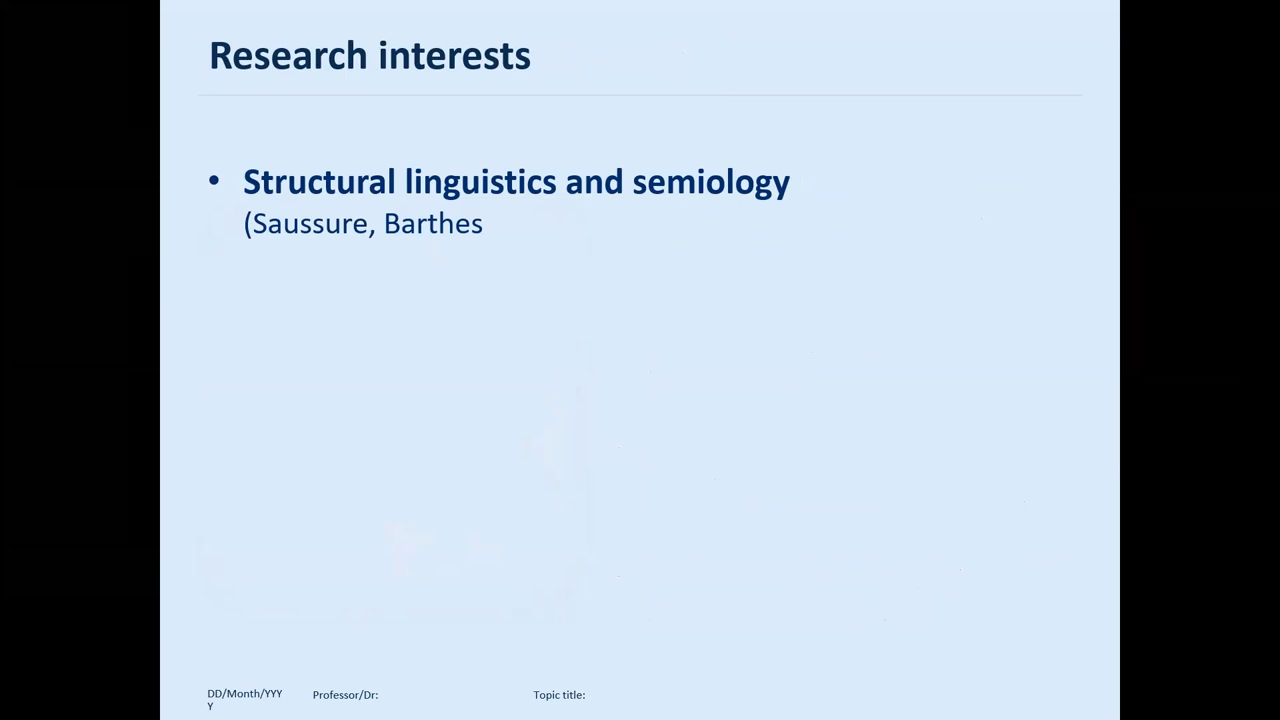 Research interests
• Structural linguistics and semiology
(Saussure, Barthes
DD/Month/YYY
Y
Professor/Dr:
Topic title: